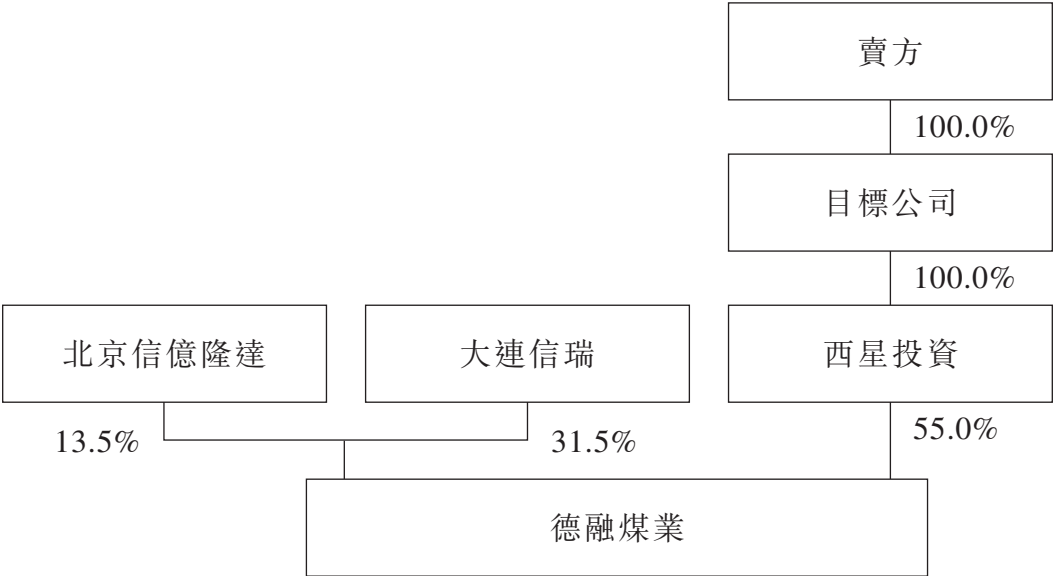 賣方
100.0%
目標公司
100.0%
北京信億隆達
大連信瑞
西星投資
13.5%
31.5%
55.0%
德融煤業